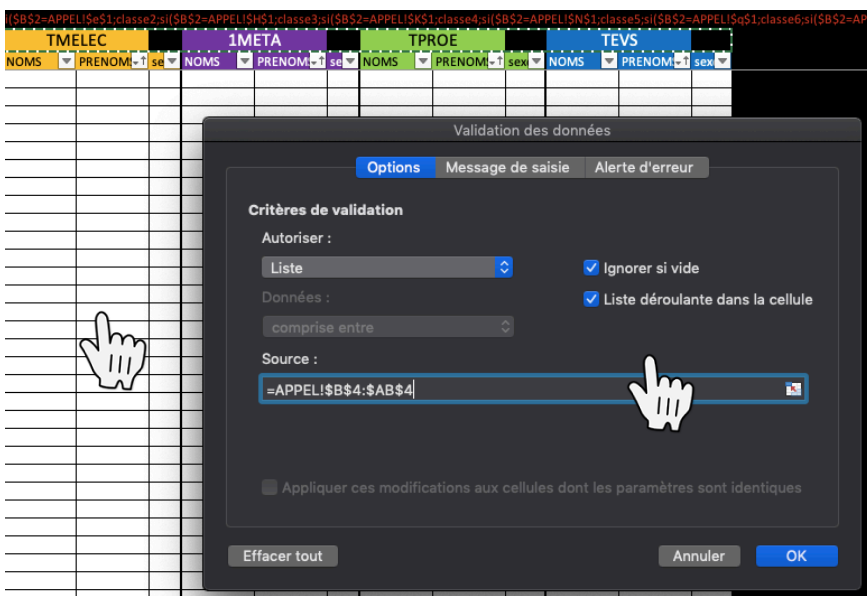 i($B$2=APPEL!$e$1;classe2;si($B$2=APPEL!$H$1;classe3;si($B$2=APPEL!$K$1;classe4;si($B$2=APPEL!$N$1;classe5;si($B$2=APPEL!$q$1;classe6;si($B$2=AP
TMELEC 1META TPROE TEVS
NOMS PRENOM: se NOMS PRENOM: se NOMS PRENOM: sex NOMS PRENOM: sex
Validation des données
Options Message de saisie Alerte d'erreur
Critères de validation
Autoriser :
Liste Ignorer si vide
Données : Liste déroulante dans la cellule
comprise entre
Source :
=APPEL!$B$4:$AB$4
Appliquer ces modifications aux cellules dont les paramètres sont identiques
Effacer tout Annuler OK